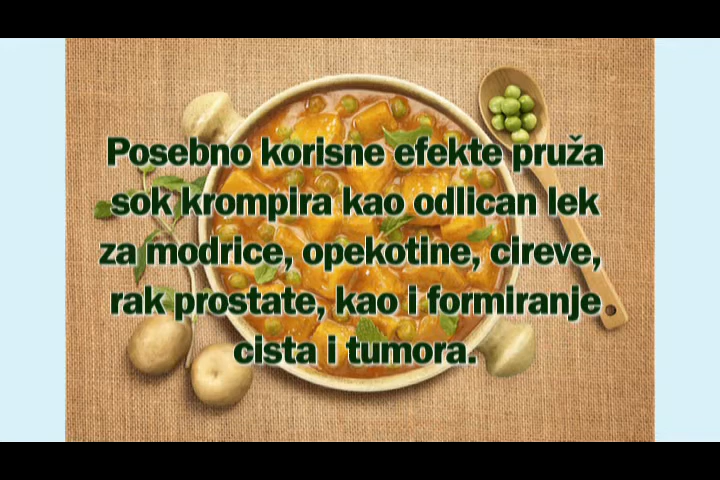 Posebno korisne efekte pruža
sok krompira kao odlican lek
za modrice, opekotine, cireve,
rak prostate, kao i formiranje
cista i tumora.